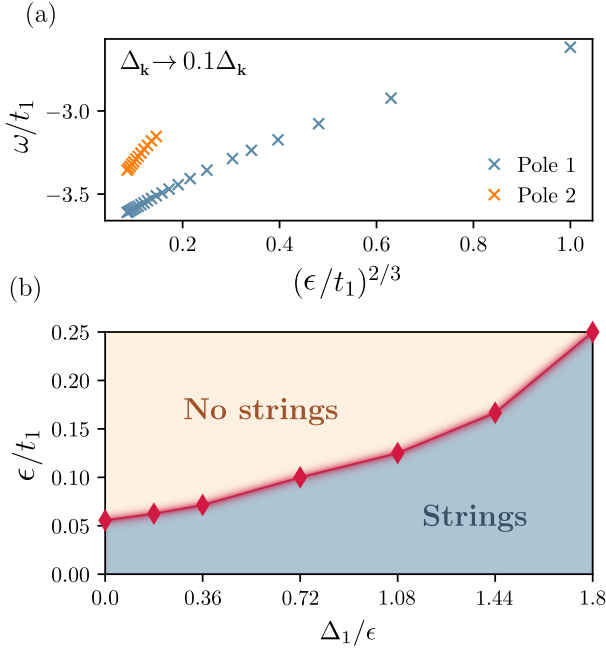 (a)
Δ_k → 0.1Δ_k
ω/t₁
−3.0
−3.5
Pole 1
Pole 2
0.2
0.4
0.6
0.8
1.0
(ϵ/t₁)^{2/3}
(b)
ϵ/t₁
0.25
0.20
0.15
0.10
0.05
0.00
No strings
Strings
0.0
0.36
0.72
1.08
1.44
1.8
Δ₁/ϵ